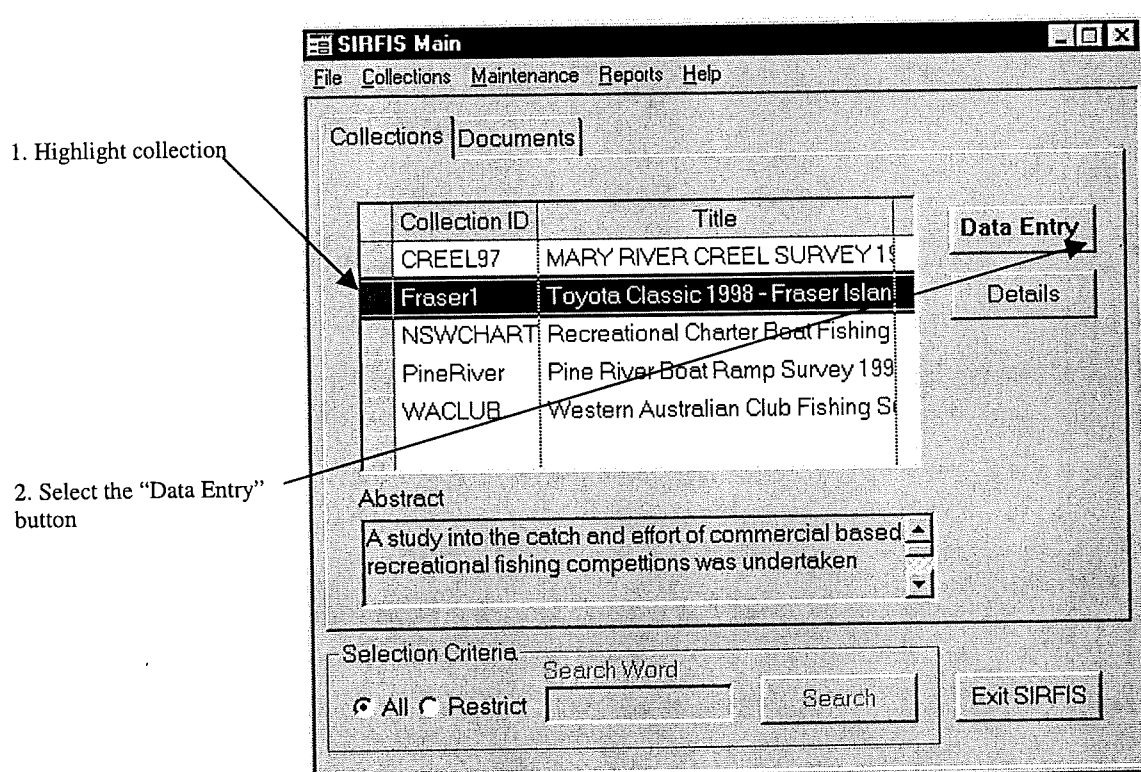 SIRFIS Main
File Collections Maintenance Reports Help
Collections Documents
1. Highlight collection
Collection ID Title
Data Entry
CREEL97 MARY RIVER CREEL SURVEY 19
Fraser1 Toyota Classic 1998 - Fraser Islan
Details
NSWCHART Recreational Charter Boat Fishing
PineRiver Pine River Boat Ramp Survey 199
WACLUB Western Australian Club Fishing S
2. Select the “Data Entry”
button
Abstract
A study into the catch and effort of commercial based
recreational fishing compettions was undertaken
Selection Criteria
Search Word
All Restrict
Search
Exit SIRFIS